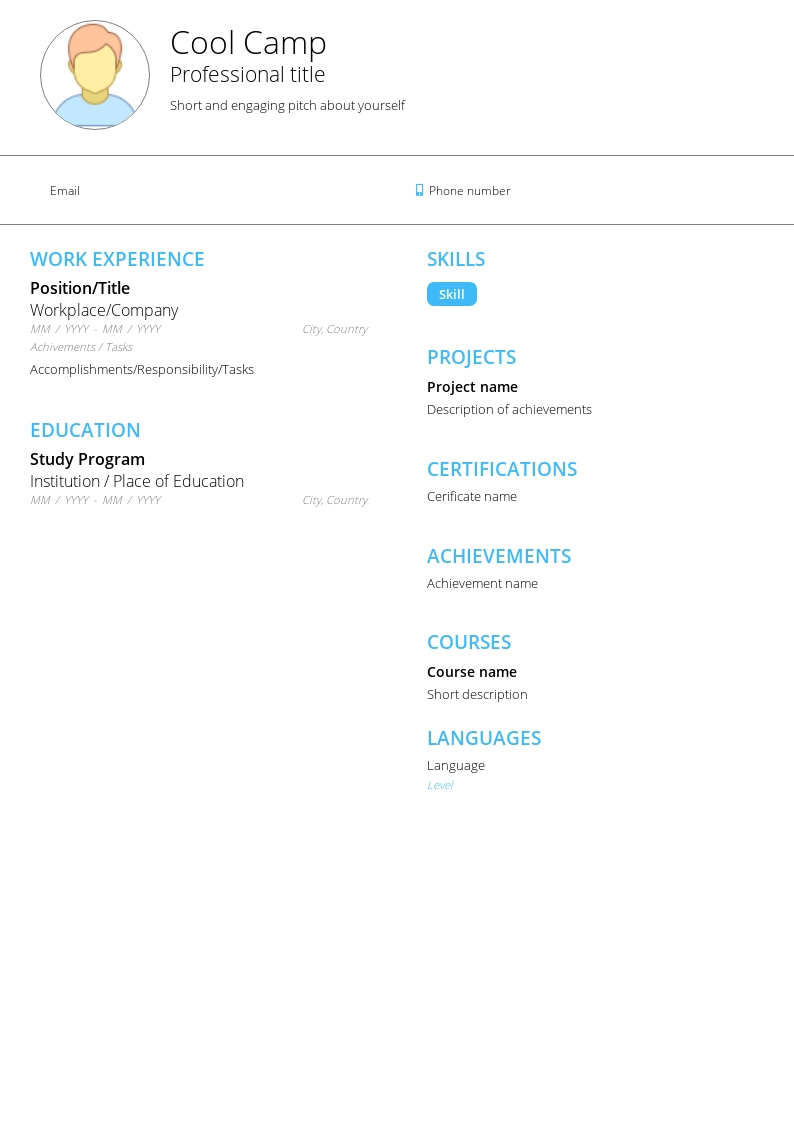 Cool Camp
Professional title
Short and engaging pitch about yourself
Email
Phone number
WORK EXPERIENCE
Position/Title
Workplace/Company
MM / YYYY - MM / YYYY
City, Country
Achivements / Tasks
Accomplishments/Responsibility/Tasks
EDUCATION
Study Program
Institution / Place of Education
MM / YYYY - MM / YYYY
City, Country
SKILLS
Skill
PROJECTS
Project name
Description of achievements
CERTIFICATIONS
Cerificate name
ACHIEVEMENTS
Achievement name
COURSES
Course name
Short description
LANGUAGES
Language
Level